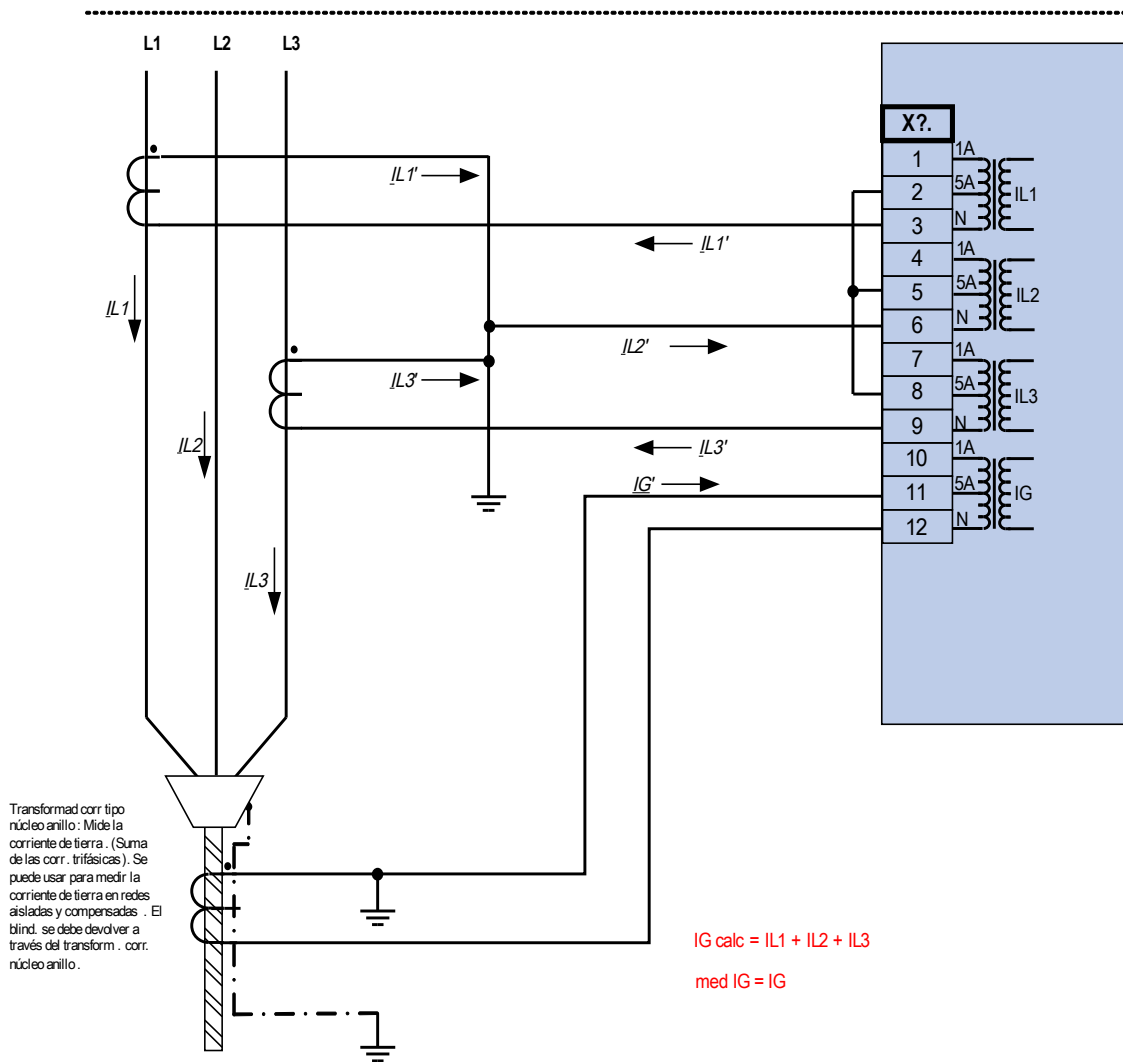 L1 L2 L3
X?.
1 1A
2 5A IL1
3 N
4 1A
5 5A IL2
6 N
7 1A
8 5A IL3
9 N
10 1A
11 5A IG
12 N
IL1'
IL1'
IL1
IL2'
IL3'
IL2
IL3'
IG'
IL3
Transformad corr tipo
núcleo anillo : Mide la
corriente de tierra . (Suma
de las corr . trifásicas). Se
puede usar para medir la
corriente de tierra en redes
aisladas y compensadas . El
blind. se debe devolver a
través del transform . corr.
núcleo anillo .
IG calc = IL1 + IL2 + IL3
med IG = IG